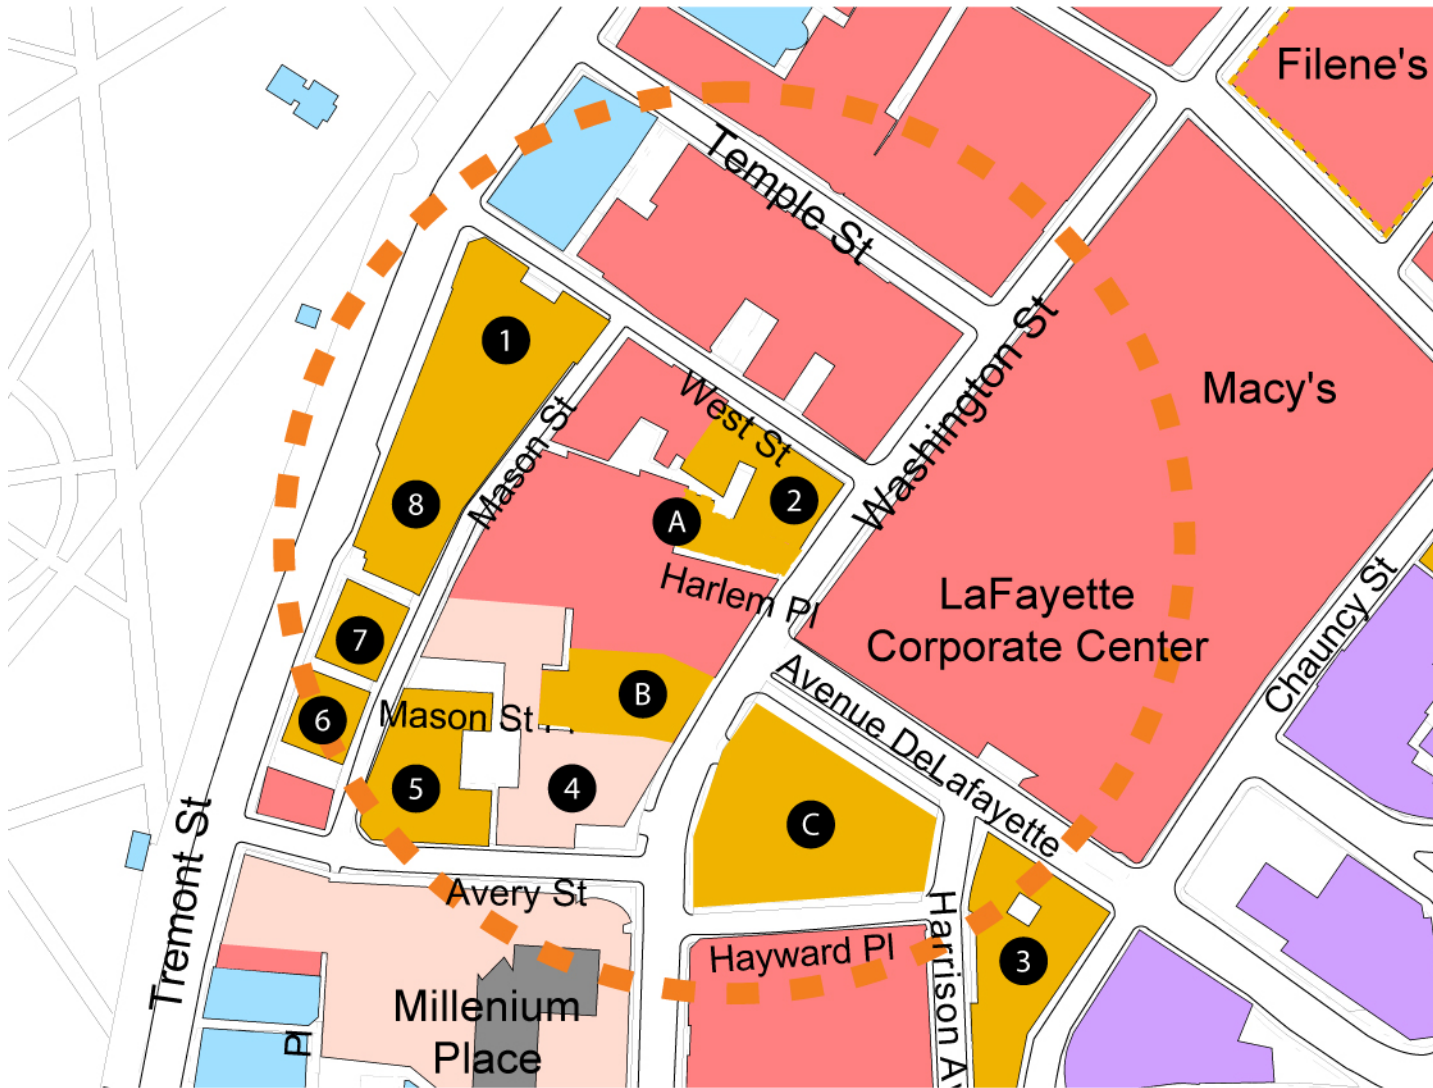 Filene's
Temple St
1
Macy's
West St
Washington St
Mason St
8
2
A
Harlem Pl
LaFayette
Corporate Center
Chauncy St
7
B
6
Mason St
Avenue DeLafayette
5
4
C
Tremont St
Avery St
Harrison Av
3
Hayward Pl
Millenium
Place
Pl